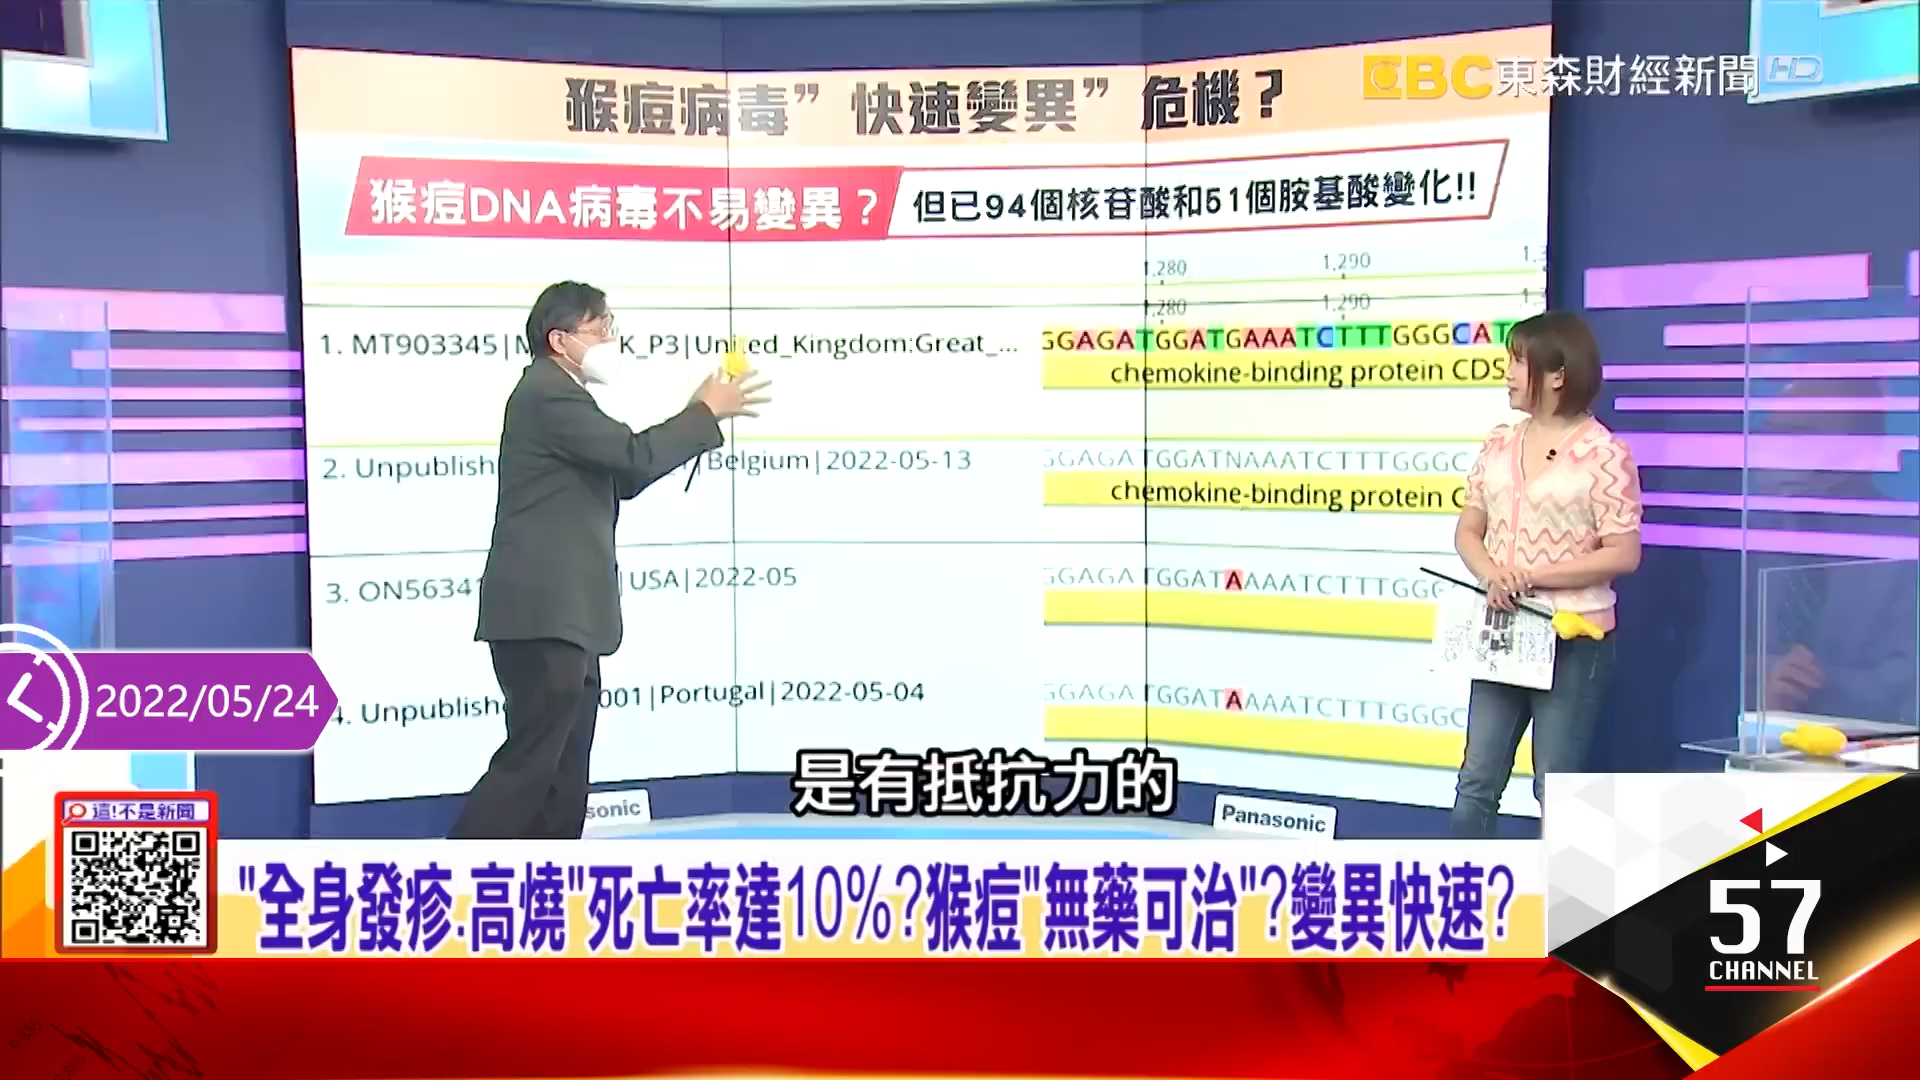 猴痘病毒”快速變異”危機？
EBC東森財經新聞HD
猴痘DNA病毒不易變異？
但已94個核苷酸和51個胺基酸變化!!
1,280 1,290
1,280 1,290
1. MT903345| K_P3|United_Kingdom:Great_...
GGAGATGGATGAAATCTTTGGGCAT
chemokine-binding protein CDS
2. Unpublish |Belgium|2022-05-13
GGAGATGGATNAAATCTTTGGGC
chemokine-binding protein
3. ON5634 |USA|2022-05
GGAGATGGATAAAATCTTTGGG
4. Unpublish 001|Portugal|2022-05-04
GGAGATGGATAAAATCTTTGGGC
2022/05/24
是有抵抗力的
sonic
Panasonic
這!不是新聞
"全身發疹.高燒"死亡率達10%?猴痘"無藥可治"?變異快速?
57
CHANNEL